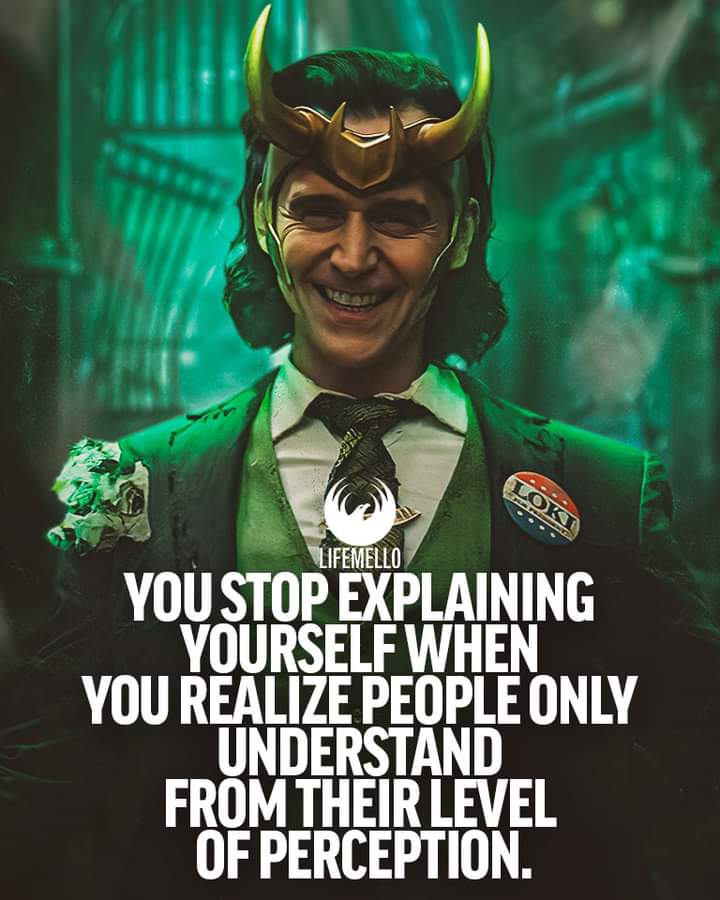 LOKI
LIFEMELLO
YOU STOP EXPLAINING
YOURSELF WHEN
YOU REALIZE PEOPLE ONLY
UNDERSTAND
FROM THEIR LEVEL
OF PERCEPTION.